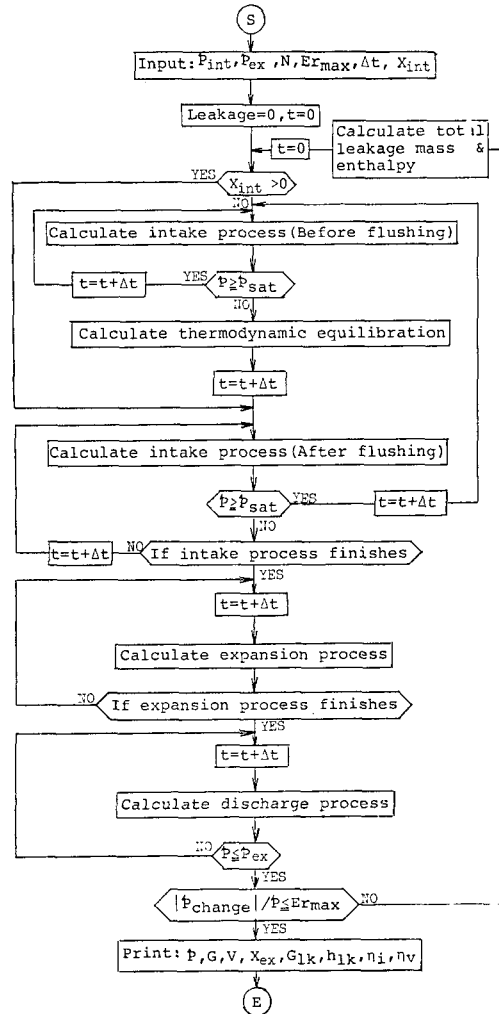 S
Input: P_int, P_ex, N, Er_max, Δt, X_int
Leakage=0, t=0
t=0
Calculate total
leakage mass &
enthalpy
YES
X_int >0
NO
Calculate intake process(Before flushing)
t=t+Δt
YES
P≧P_sat
NO
Calculate thermodynamic equilibration
t=t+Δt
Calculate intake process(After flushing)
P≧P_sat
YES
t=t+Δt
NO
t=t+Δt
NO
If intake process finishes
YES
t=t+Δt
Calculate expansion process
NO
If expansion process finishes
YES
t=t+Δt
Calculate discharge process
NO
P≦P_ex
YES
|P_change|/P≦Er_max
NO
YES
Print: P, G, V, X_ex, G_lk, h_lk, η_i, η_v
E